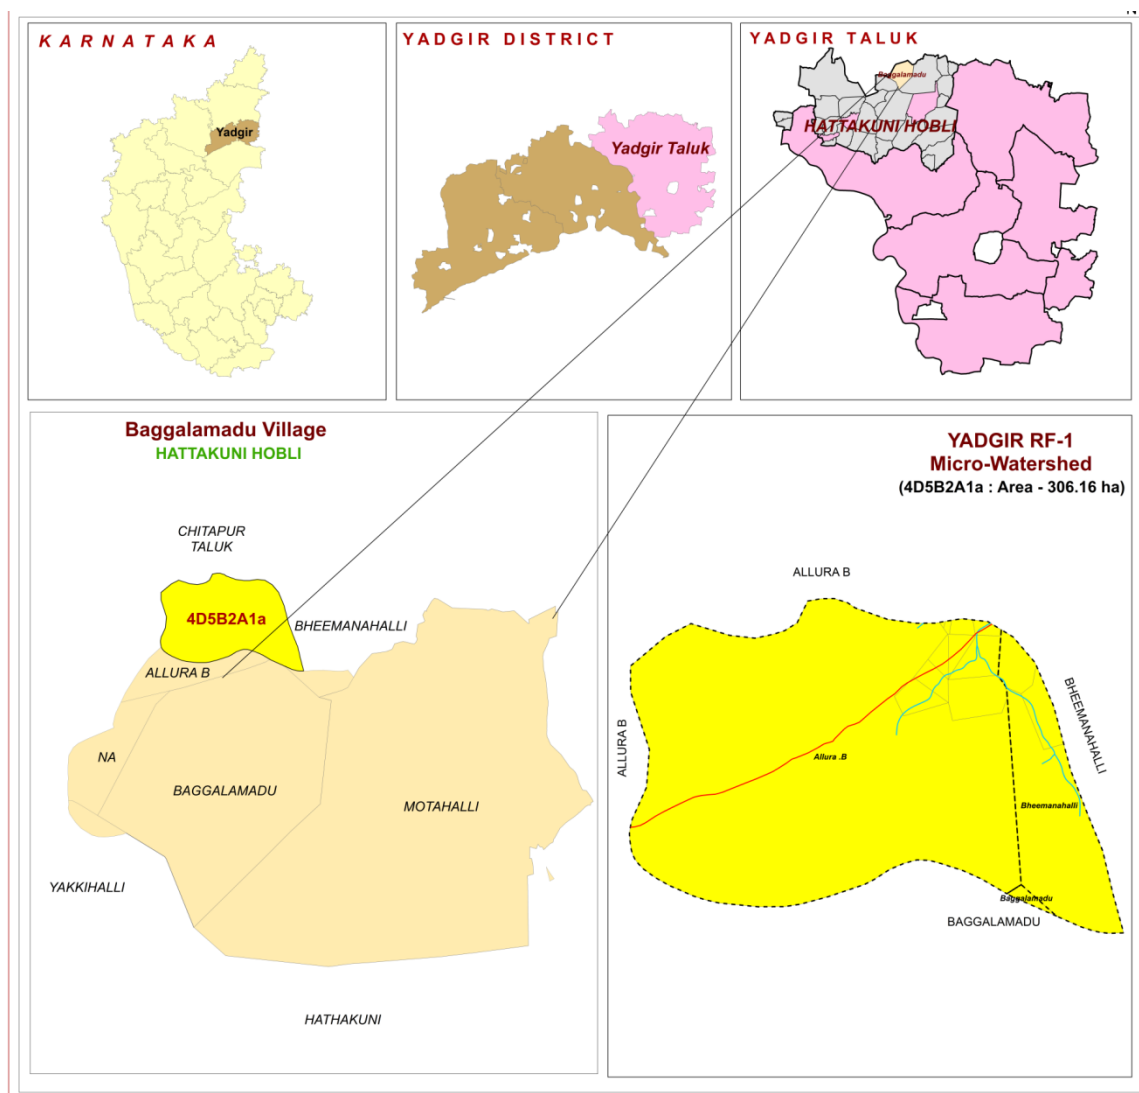 KARNATAKA
Yadgir
YADGIR DISTRICT
Yadgir Taluk
YADGIR TALUK
Baggalamadu
HATTAKUNI HOBLI
Baggalamadu Village
HATTAKUNI HOBLI
CHITAPUR
TALUK
4D5B2A1a
BHEEMANAHALLI
ALLURA B
NA
BAGGALAMADU
MOTAHALLI
YAKKIHALLI
HATHAKUNI
YADGIR RF-1
Micro-Watershed
(4D5B2A1a : Area - 306.16 ha)
ALLURA B
ALLURA B
BHEEMANAHALLI
Allura .B
Bheemanahalli
Baggalamadu
BAGGALAMADU